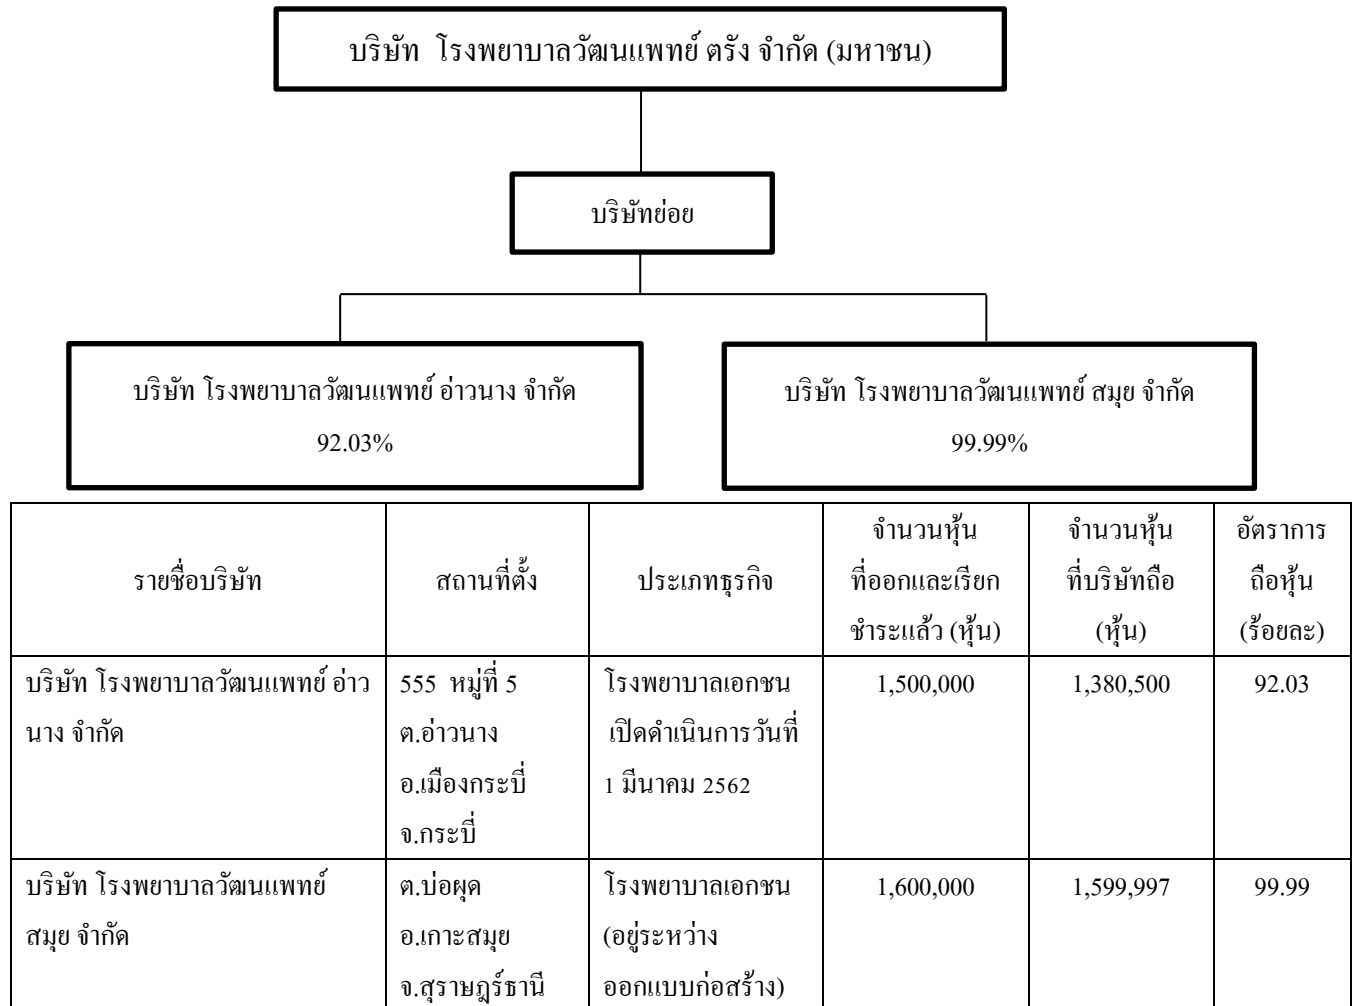 บริษัท โรงพยาบาลวัฒนแพทย์ ตรัง จำกัด (มหาชน)
บริษัทย่อย
บริษัท โรงพยาบาลวัฒนแพทย์ อ่าวนาง จำกัด
92.03%
บริษัท โรงพยาบาลวัฒนแพทย์ สมุย จำกัด
99.99%
รายชื่อบริษัท
สถานที่ตั้ง
ประเภทธุรกิจ
จำนวนหุ้น
ที่ออกและเรียก
ชำระแล้ว (หุ้น)
จำนวนหุ้น
ที่บริษัทถือ
(หุ้น)
อัตราการ
ถือหุ้น
(ร้อยละ)
บริษัท โรงพยาบาลวัฒนแพทย์ อ่าว
นาง จำกัด
555 หมู่ที่ 5
ต.อ่าวนาง
อ.เมืองกระบี่
จ.กระบี่
โรงพยาบาลเอกชน
เปิดดำเนินการวันที่
1 มีนาคม 2562
1,500,000
1,380,500
92.03
บริษัท โรงพยาบาลวัฒนแพทย์
สมุย จำกัด
ต.บ่อผุด
อ.เกาะสมุย
จ.สุราษฎร์ธานี
โรงพยาบาลเอกชน
(อยู่ระหว่าง
ออกแบบก่อสร้าง)
1,600,000
1,599,997
99.99